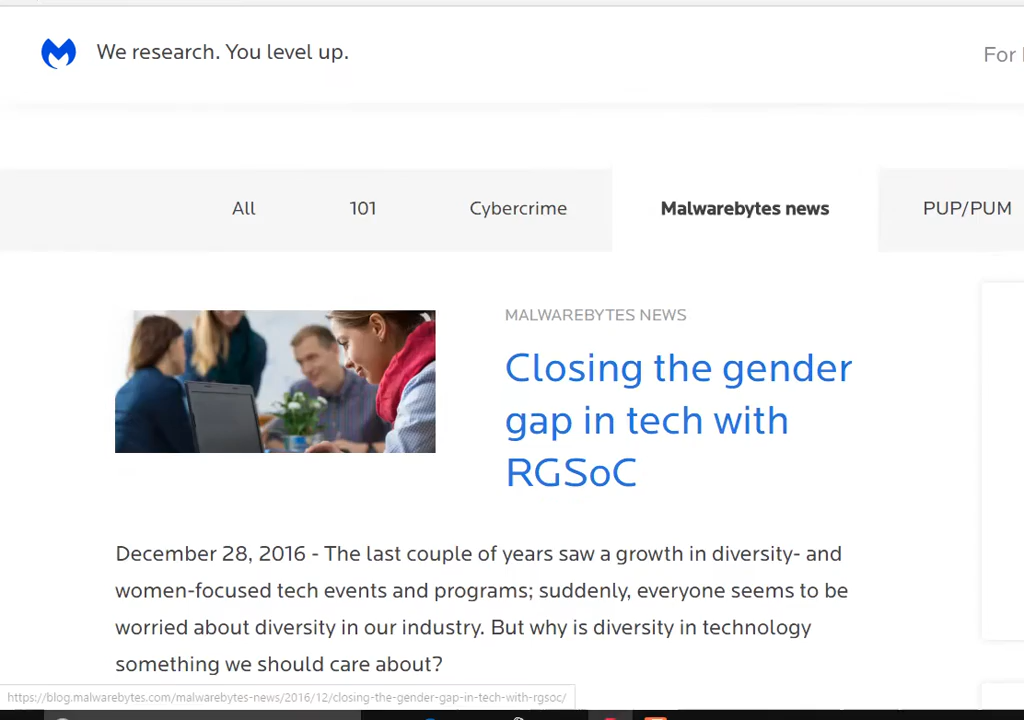 We research. You level up.
For
All 101 Cybercrime Malwarebytes news PUP/PUM
MALWAREBYTES NEWS
Closing the gender
gap in tech with
RGSoC
December 28, 2016 - The last couple of years saw a growth in diversity- and
women-focused tech events and programs; suddenly, everyone seems to be
worried about diversity in our industry. But why is diversity in technology
something we should care about?
https://blog.malwarebytes.com/malwarebytes-news/2016/12/closing-the-gender-gap-in-tech-with-rgsoc/